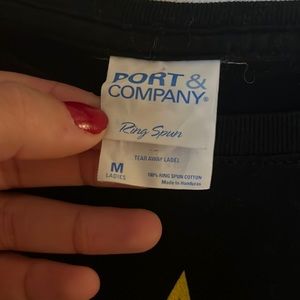 PORT &
COMPANY®
Ring Spun
TEAR AWAY LABEL
M
LADIES
100% RING SPUN COTTON
Made in Honduras